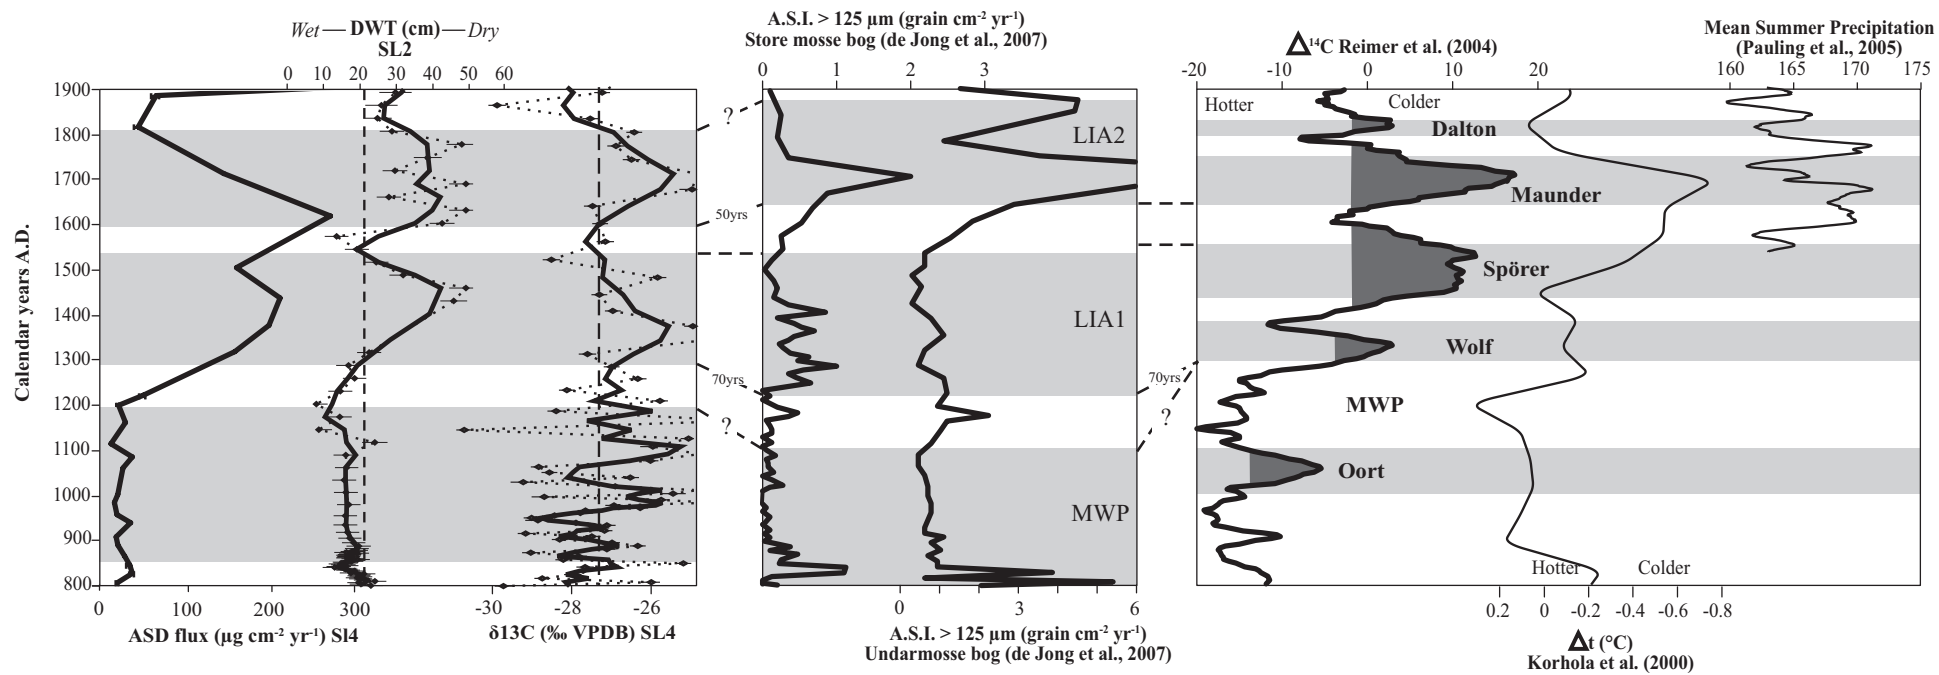 Wet — DWT (cm) — Dry
SL2
0 10 20 30 40 50 60
A.S.I. > 125 µm (grain cm⁻² yr⁻¹)
Store mosse bog (de Jong et al., 2007)
0 1 2 3
Δ¹⁴C Reimer et al. (2004)
-20 -10 0 10 20
Mean Summer Precipitation
(Pauling et al., 2005)
160 165 170 175
Calendar years A.D.
1900
1800
1700
1600
1500
1400
1300
1200
1100
1000
900
800
?
50yrs
70yrs
?
LIA2
LIA1
MWP
70yrs
?
Hotter
Colder
Dalton
Maunder
Spörer
Wolf
MWP
Oort
Hotter
Colder
0 100 200 300
ASD flux (µg cm⁻² yr⁻¹) Sl4
-30 -28 -26
δ13C (‰ VPDB) SL4
0 3 6
A.S.I. > 125 µm (grain cm⁻² yr⁻¹)
Undarmosse bog (de Jong et al., 2007)
0.2 0 -0.2 -0.4 -0.6 -0.8
Δt (°C)
Korhola et al. (2000)